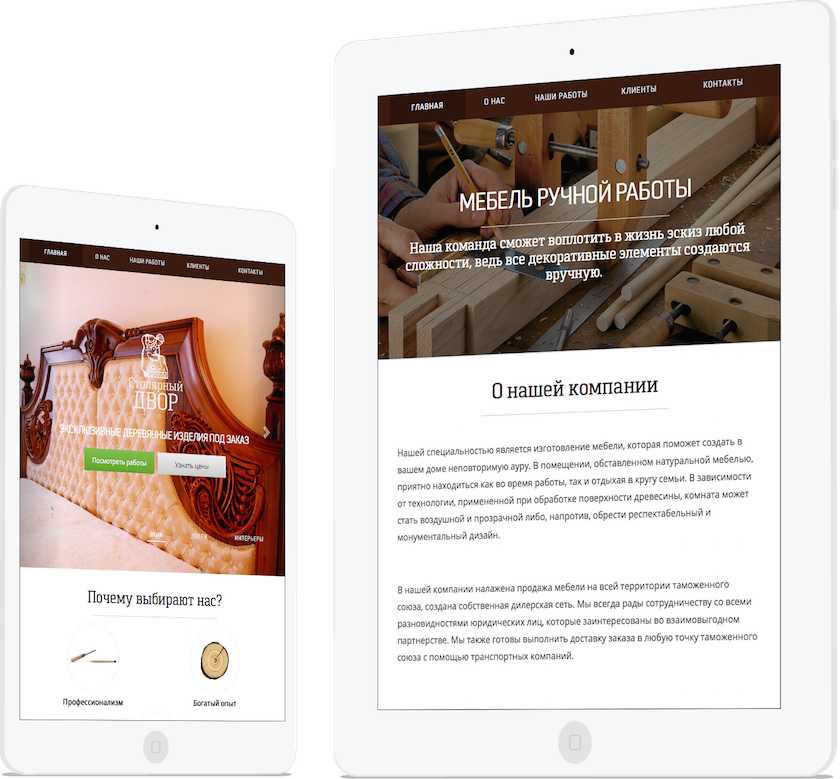 ГЛАВНАЯ
О НАС
НАШИ РАБОТЫ
КЛИЕНТЫ
КОНТАКТЫ
Столярный
ДВОР
ЭКСКЛЮЗИВНЫЕ ДЕРЕВЯННЫЕ ИЗДЕЛИЯ ПОД ЗАКАЗ
Посмотреть работы
Узнать цены
ОКНА
ДВЕРИ
ИНТЕРЬЕРЫ
Почему выбирают нас?
Профессионализм
Богатый опыт
ГЛАВНАЯ
О НАС
НАШИ РАБОТЫ
КЛИЕНТЫ
КОНТАКТЫ
МЕБЕЛЬ РУЧНОЙ РАБОТЫ
Наша команда сможет воплотить в жизнь эскиз любой
сложности, ведь все декоративные элементы создаются
вручную.
О нашей компании
Нашей специальностью является изготовление мебели, которая поможет создать в
вашем доме неповторимую ауру. В помещении, обставленном натуральной мебелью,
приятно находиться как во время работы, так и отдыхая в кругу семьи. В зависимости
от технологии, примененной при обработке поверхности древесины, комната может
стать воздушной и прозрачной либо, напротив, обрести респектабельный и
монументальный дизайн.
В нашей компании налажена продажа мебели на всей территории таможенного
союза, создана собственная дилерская сеть. Мы всегда рады сотрудничеству со всеми
разновидностями юридических лиц, которые заинтересованы во взаимовыгодном
партнерстве. Мы также готовы выполнить доставку заказа в любую точку таможенного
союза с помощью транспортных компаний.